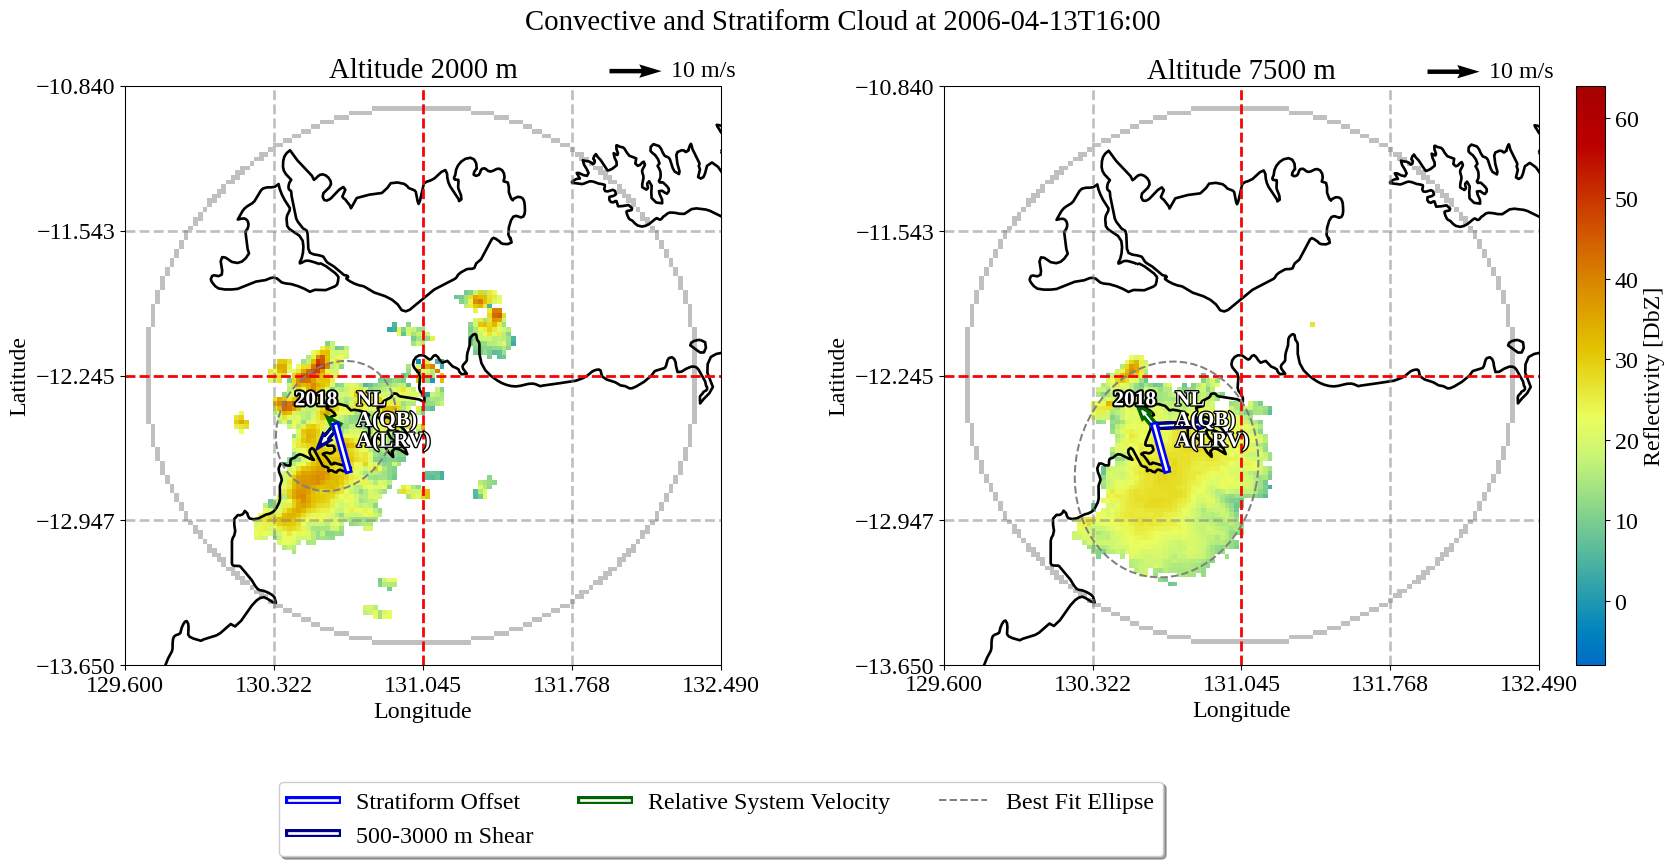 Convective and Stratiform Cloud at 2006-04-13T16:00
Altitude 2000 m
10 m/s
−10.840
−11.543
−12.245
−12.947
−13.650
Latitude
2018
NL
A(QB)
A(LRV)
129.600
130.322
131.045
131.768
132.490
Longitude
Altitude 7500 m
10 m/s
−10.840
−11.543
−12.245
−12.947
−13.650
Latitude
2018
NL
A(QB)
A(LRV)
129.600
130.322
131.045
131.768
132.490
Longitude
60
50
40
30
20
10
0
Reflectivity [DbZ]
Stratiform Offset
500-3000 m Shear
Relative System Velocity
Best Fit Ellipse